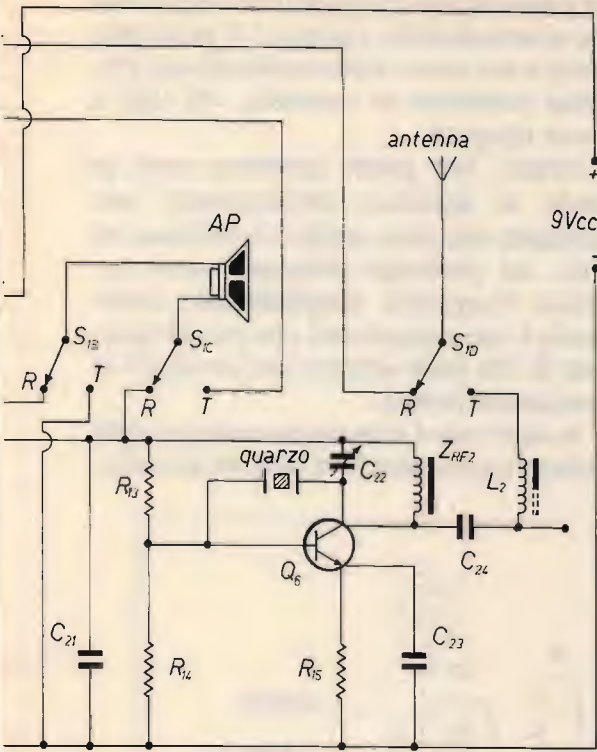 antenna
+
9Vcc
-
AP
S1B
S1C
S1D
R
T
R
T
R
T
quarzo
C22
ZRF2
L2
R13
C24
Q6
C21
R14
R15
C23